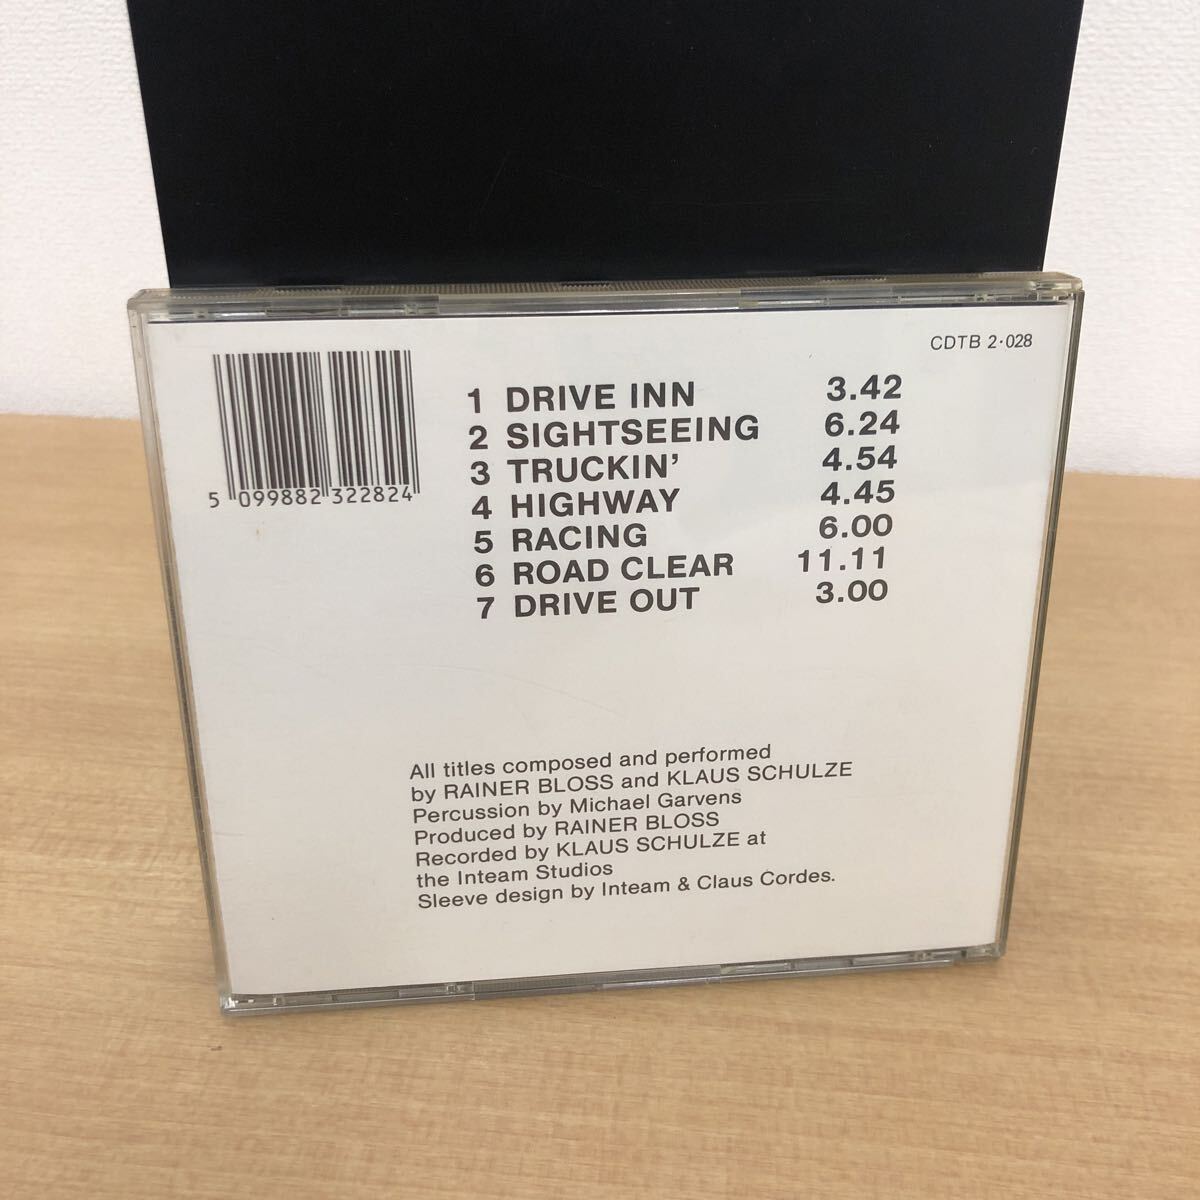 CDTB 2·028
1 DRIVE INN 3.42
2 SIGHTSEEING 6.24
3 TRUCKIN' 4.54
4 HIGHWAY 4.45
5 RACING 6.00
6 ROAD CLEAR 11.11
7 DRIVE OUT 3.00
5 099882 322824
All titles composed and performed
by RAINER BLOSS and KLAUS SCHULZE
Percussion by Michael Garvens
Produced by RAINER BLOSS
Recorded by KLAUS SCHULZE at
the Inteam Studios
Sleeve design by Inteam & Claus Cordes.